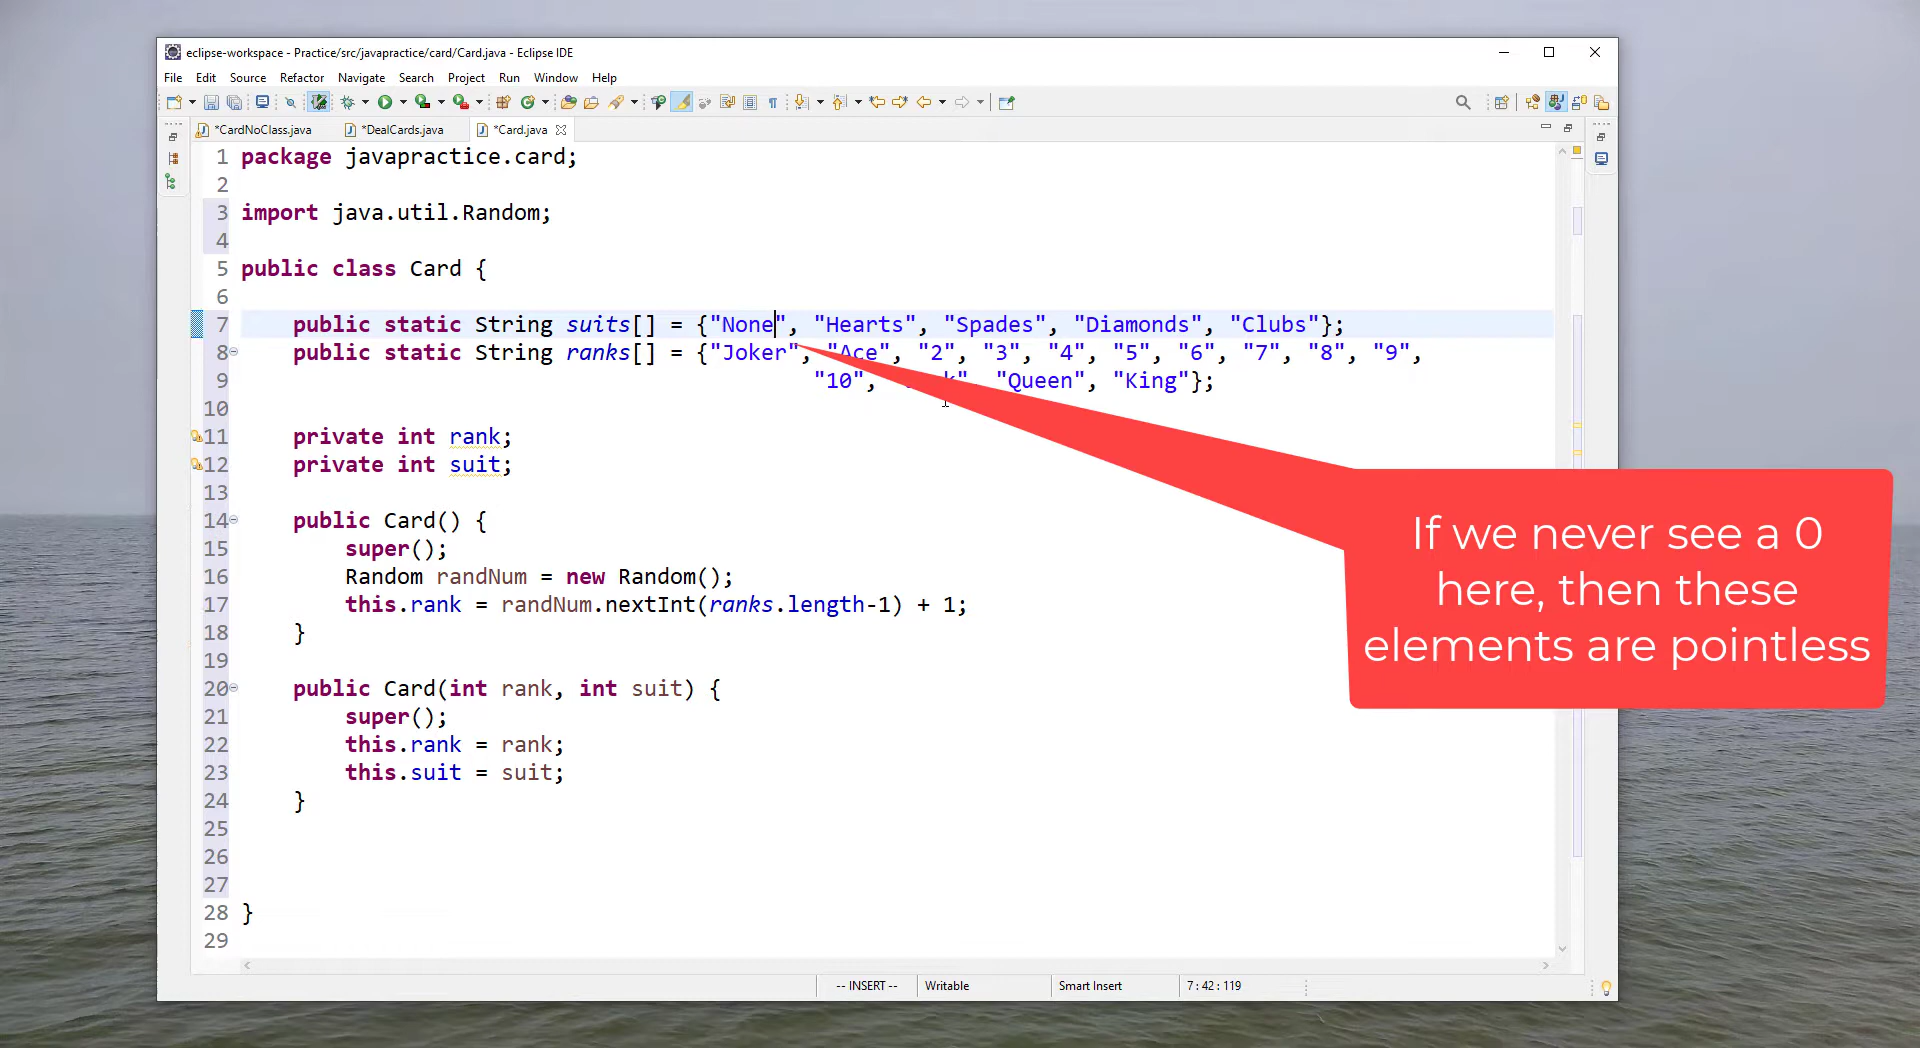 eclipse-workspace - Practice/src/javapractice/card/Card.java - Eclipse IDE
File Edit Source Refactor Navigate Search Project Run Window Help
*CardNoClass.java *DealCards.java *Card.java
1 package javapractice.card;
2
3 import java.util.Random;
4
5 public class Card {
6
7 public static String suits[] = {"None", "Hearts", "Spades", "Diamonds", "Clubs"};
8 public static String ranks[] = {"Joker", "Ace", "2", "3", "4", "5", "6", "7", "8", "9",
9 "10", "Queen", "King"};
10
11 private int rank;
12 private int suit;
13
14 public Card() {
15 super();
16 Random randNum = new Random();
17 this.rank = randNum.nextInt(ranks.length-1) + 1;
18 }
19
20 public Card(int rank, int suit) {
21 super();
22 this.rank = rank;
23 this.suit = suit;
24 }
25
26
27
28 }
29
If we never see a 0
here, then these
elements are pointless
-- INSERT -- Writable Smart Insert 7 : 42 : 119